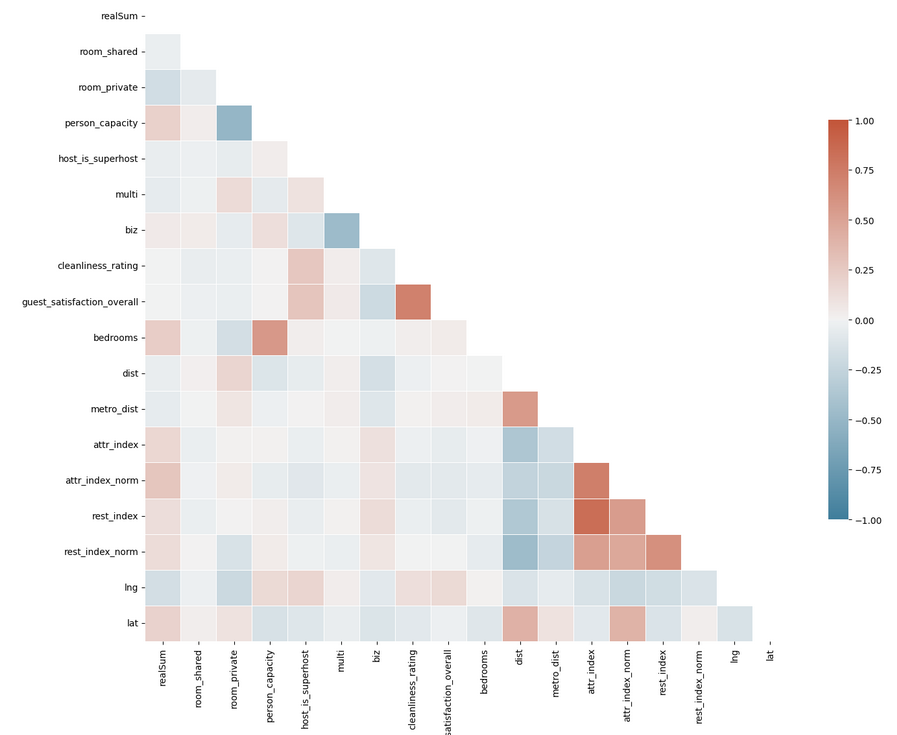 realSum
room_shared
room_private
person_capacity
host_is_superhost
multi
biz
cleanliness_rating
guest_satisfaction_overall
bedrooms
dist
metro_dist
attr_index
attr_index_norm
rest_index
rest_index_norm
lng
lat
realSum
room_shared
room_private
person_capacity
host_is_superhost
multi
biz
cleanliness_rating
satisfaction_overall
bedrooms
dist
metro_dist
attr_index
attr_index_norm
rest_index
rest_index_norm
lng
lat
1.00
0.75
0.50
0.25
0.00
−0.25
−0.50
−0.75
−1.00